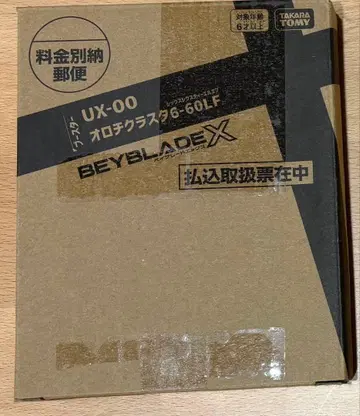 料金別納
郵便
対象年齢
6才以上
TAKARA
TOMY
ブースター
UX-00
オロチクラスタ6-60LF
BEYBLADE X
払込取扱票在中